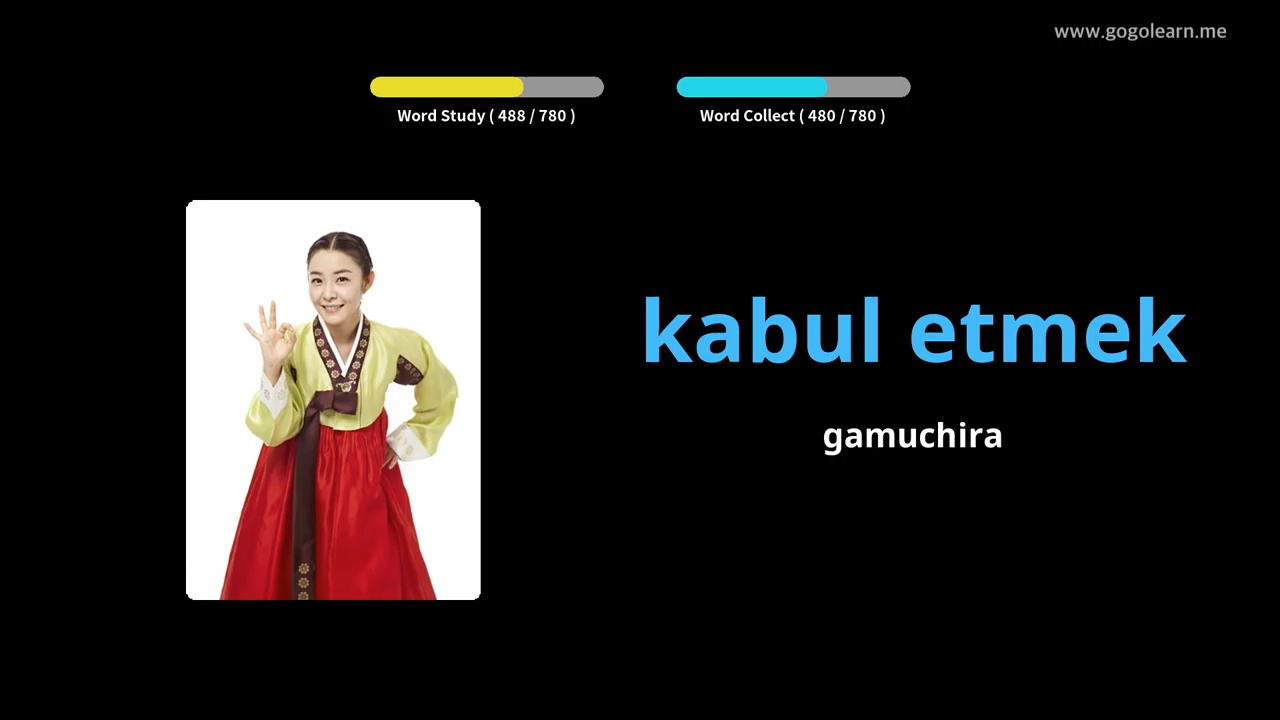 www.gogolearn.me
Word Study ( 488 / 780 )
Word Collect ( 480 / 780 )
kabul etmek
gamuchira